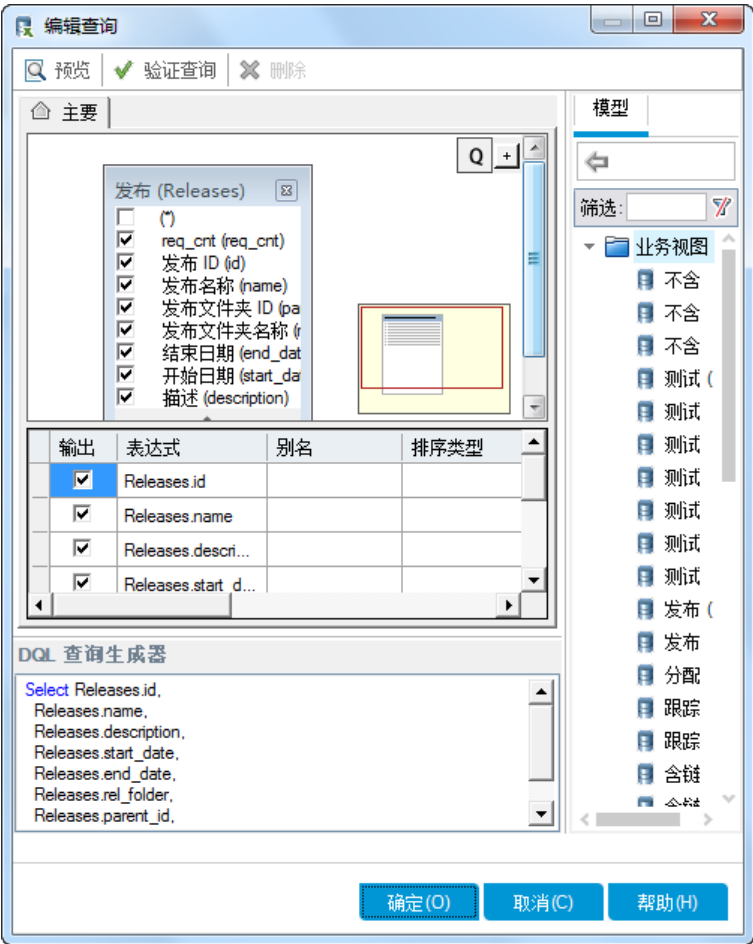 编辑查询
预览 验证查询 删除
主要
Q +
发布 (Releases)
(*)
req_cnt (req_cnt)
发布 ID (id)
发布名称 (name)
发布文件夹 ID (pa
发布文件夹名称 (r
结束日期 (end_dat
开始日期 (start_da
描述 (description)
输出 表达式 别名 排序类型
Releases.id
Releases.name
Releases.descri...
Releases.start_d...
DQL 查询生成器
Select Releases.id,
Releases.name,
Releases.description,
Releases.start_date,
Releases.end_date,
Releases.rel_folder,
Releases.parent_id,
模型
筛选:
业务视图
不含
不含
不含
测试 (
测试
测试
测试
测试
测试
测试
发布 (
发布
分配
跟踪
跟踪
含链
确定(O) 取消(C) 帮助(H)